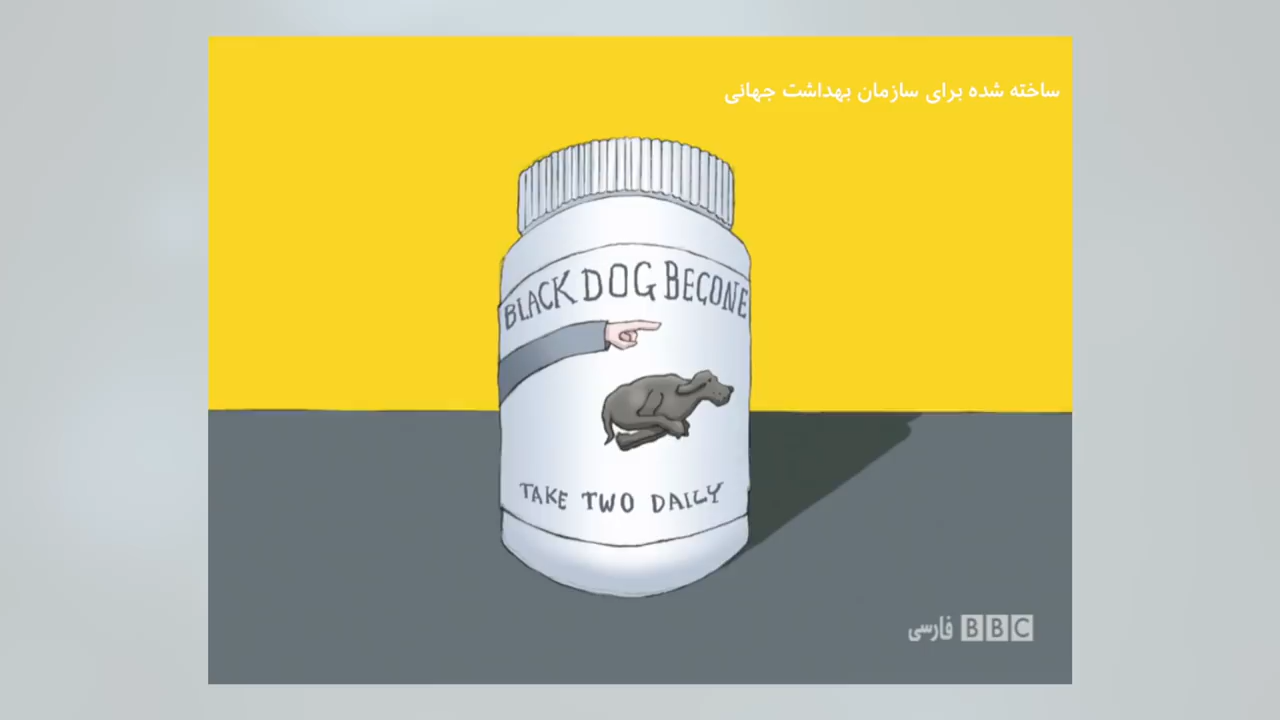 ساخته شده برای سازمان بهداشت جهانی
BLACK DOG BEGONE
TAKE TWO DAILY
BBC فارسی